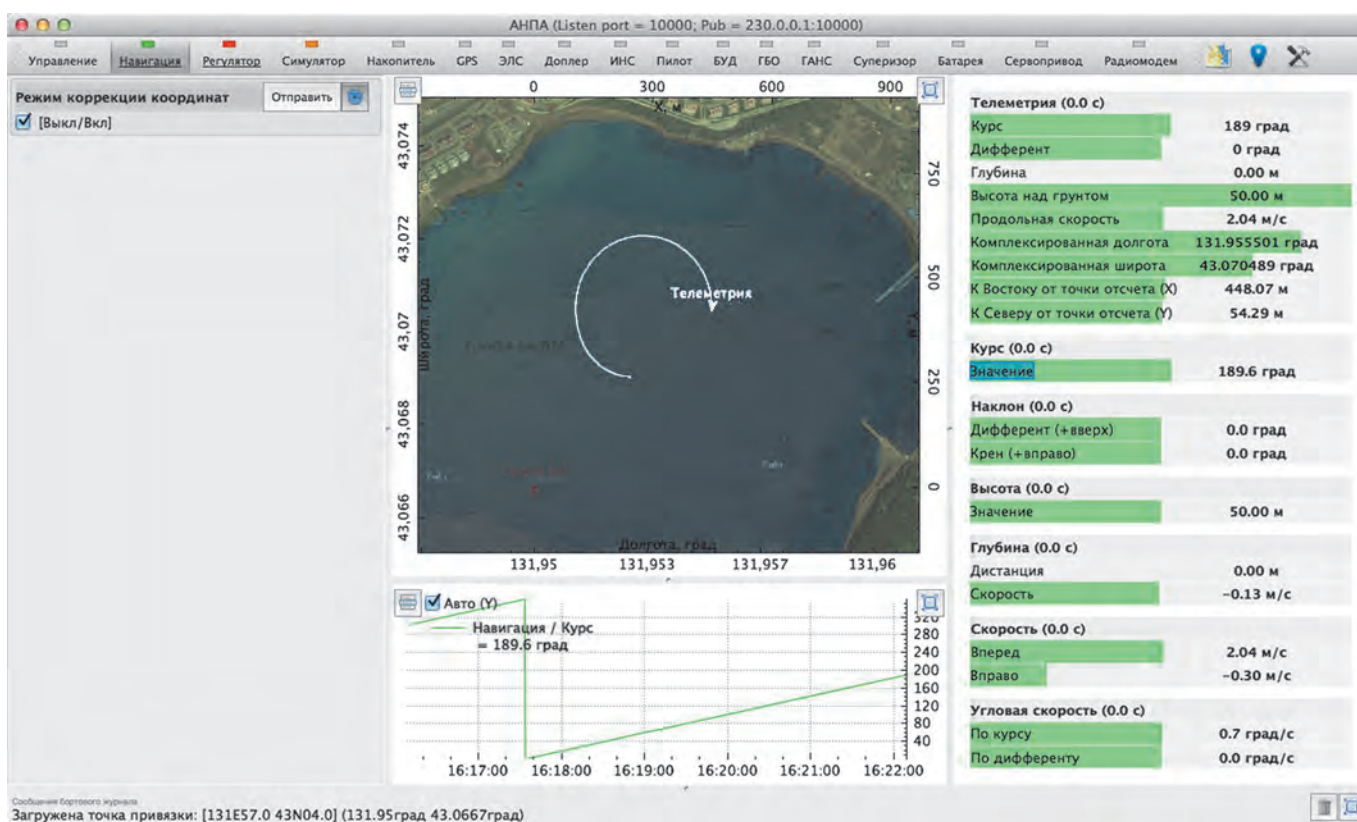 АНПА (Listen port = 10000; Pub = 230.0.0.1:10000)
Управление Навигация Регулятор Симулятор Накопитель GPS ЭЛС Доплер ИНС Пилот БУД ГБО ГАНС Суперизор Батарея Сервопривод Радиомодем
Режим коррекции координат Отправить
[Выкл/Вкл]
0 300 600 900
X, м
43,074
43,072
43,07
43,068
43,066
Широта, град
750
500
250
0
Y, м
Телеметрия
Долгота, град
131,95 131,953 131,957 131,96
Авто (Y)
Навигация / Курс
= 189.6 град
320
280
240
200
160
120
80
40
16:17:00 16:18:00 16:19:00 16:20:00 16:21:00 16:22:00
Телеметрия (0.0 с)
Курс 189 град
Дифферент 0 град
Глубина 0.00 м
Высота над грунтом 50.00 м
Продольная скорость 2.04 м/с
Комплексированная долгота 131.955501 град
Комплексированная широта 43.070489 град
К Востоку от точки отсчета (X) 448.07 м
К Северу от точки отсчета (Y) 54.29 м
Курс (0.0 с)
Значение 189.6 град
Наклон (0.0 с)
Дифферент (+вверх) 0.0 град
Крен (+вправо) 0.0 град
Высота (0.0 с)
Значение 50.00 м
Глубина (0.0 с)
Дистанция 0.00 м
Скорость −0.13 м/с
Скорость (0.0 с)
Вперед 2.04 м/с
Вправо −0.30 м/с
Угловая скорость (0.0 с)
По курсу 0.7 град/с
По дифференту 0.0 град/с
Сообщения бортового журнала
Загружена точка привязки: [131E57.0 43N04.0] (131.95град 43.0667град)